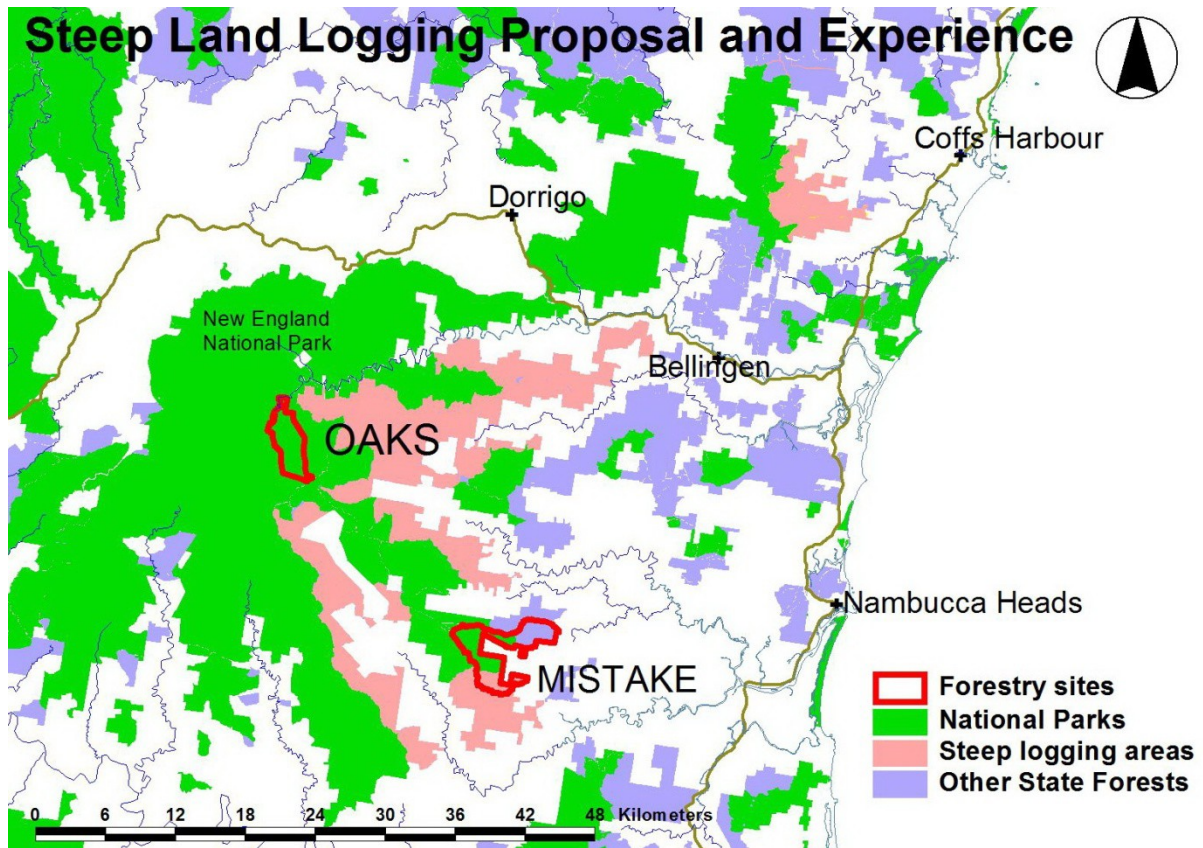 Steep Land Logging Proposal and Experience
Coffs Harbour
Dorrigo
New England
National Park
Bellingen
OAKS
Nambucca Heads
MISTAKE
Forestry sites
National Parks
Steep logging areas
Other State Forests
0 6 12 18 24 30 36 42 48 Kilometers